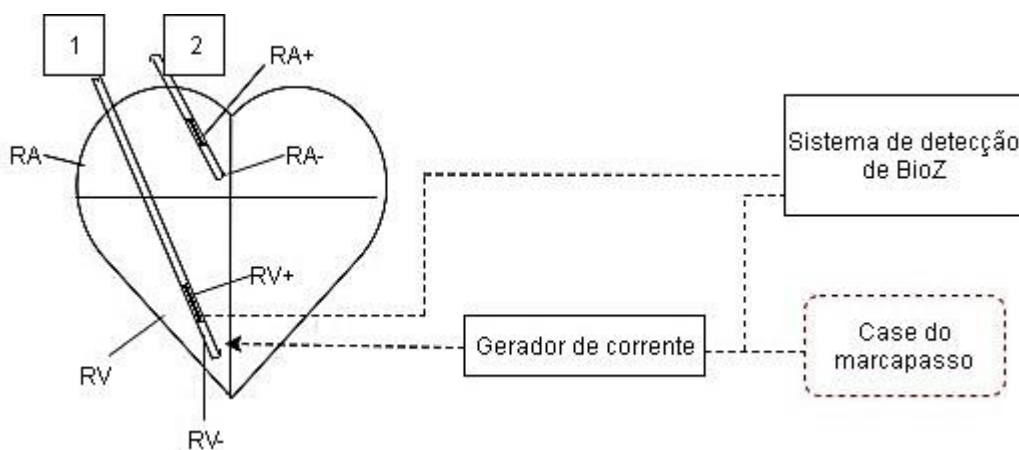 1
2
RA+
RA
RA-
Sistema de detecção
de BioZ
RV+
Gerador de corrente
Case do
marcapasso
RV
RV-